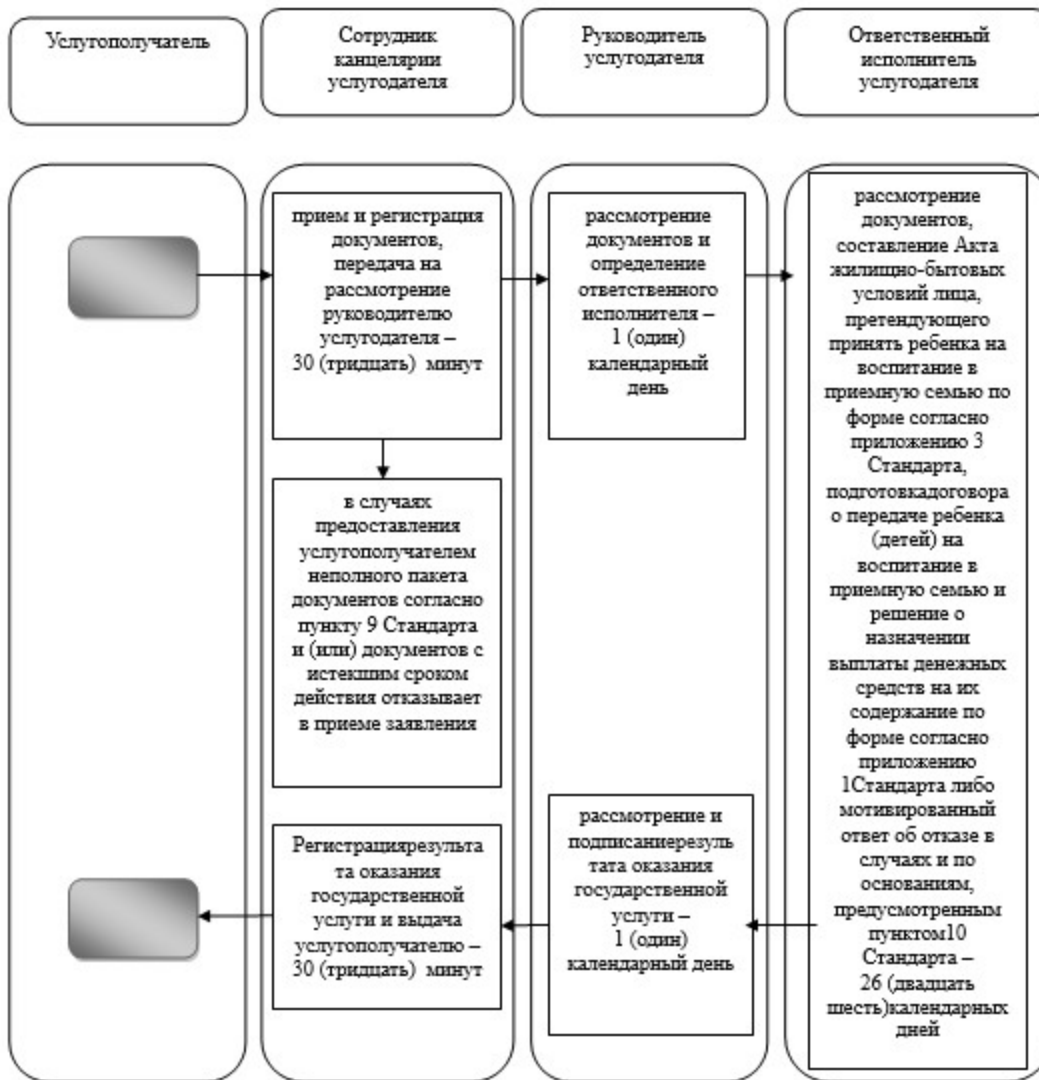 Услугополучатель
Сотрудник
канцелярии
услугодателя
Руководитель
услугодателя
Ответственный
исполнитель
услугодателя
прием и регистрация
документов,
передача на
рассмотрение
руководителю
услугодателя –
30 (тридцать) минут
рассмотрение
документов и
определение
ответственного
исполнителя –
1 (один)
календарный
день
рассмотрение
документов,
составление Акта
жилищно-бытовых
условий лица,
претендующего
принять ребенка на
воспитание в
приемную семью по
форме согласно
приложению 3
Стандарта,
подготовкадоговора
о передаче ребенка
(детей) на
воспитание в
приемную семью и
решение о
назначении
выплаты денежных
средств на их
содержание по
форме согласно
приложению
1Стандарта либо
мотивированный
ответ об отказе в
случаях и по
основаниям,
предусмотренным
пунктом10
Стандарта –
26 (двадцать
шесть)календарных
дней
в случаях
предоставления
услугополучателем
неполного пакета
документов согласно
пункту 9 Стандарта
и (или) документов с
истекшим сроком
действия отказывает
в приеме заявления
рассмотрение и
подписаниерезуль
тата оказания
государственной
услуги –
1 (один)
календарный день
Регистрациярезульта
та оказания
государственной
услуги и выдача
услугополучателю –
30 (тридцать) минут